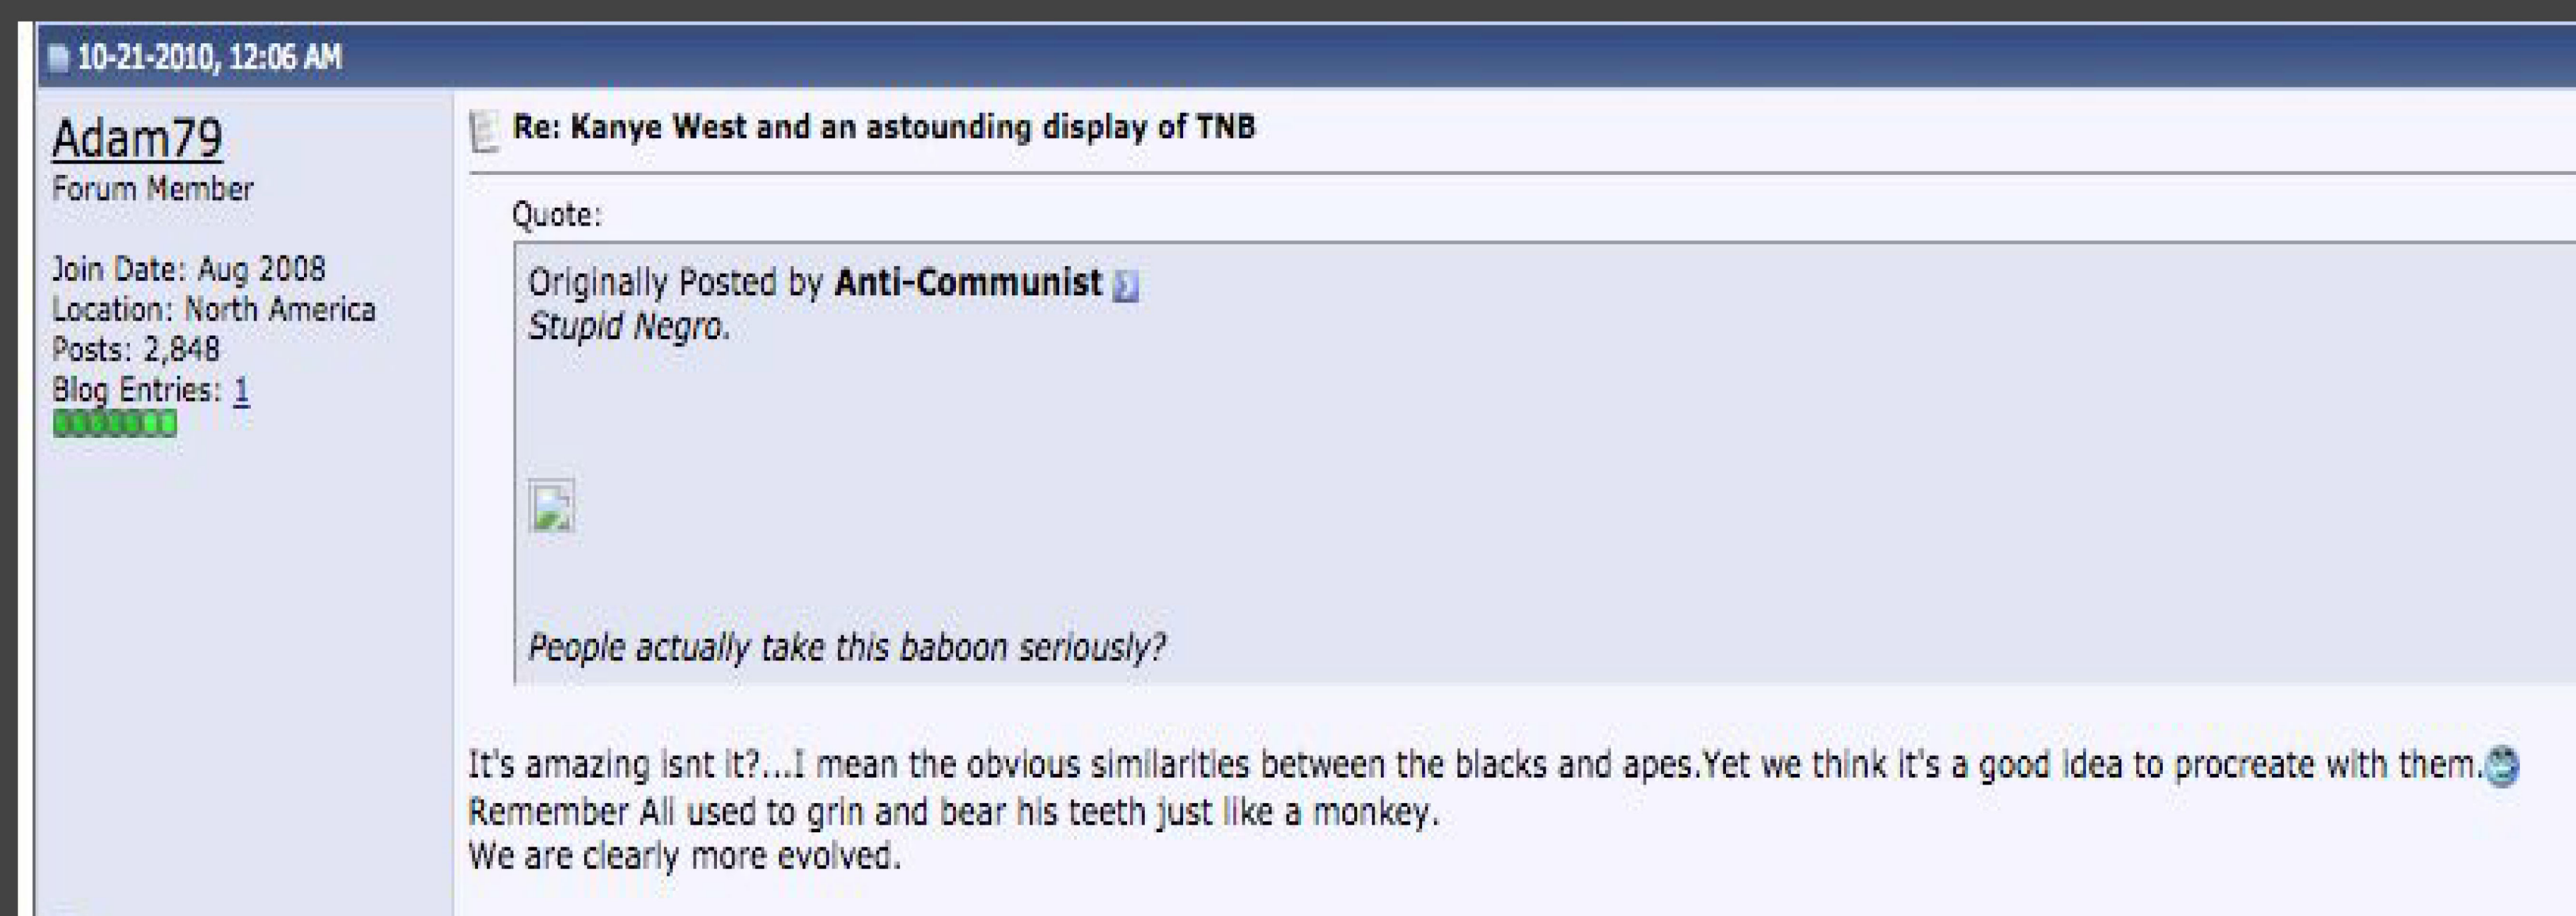 10-21-2010, 12:06 AM
Adam79
Forum Member
Join Date: Aug 2008
Location: North America
Posts: 2,848
Blog Entries: 1
Re: Kanye West and an astounding display of TNB
Quote:
Originally Posted by Anti-Communist
Stupid Negro.
People actually take this baboon seriously?
It's amazing isnt it?...I mean the obvious similarities between the blacks and apes.Yet we think it's a good idea to procreate with them.
Remember Ali used to grin and bear his teeth just like a monkey.
We are clearly more evolved.